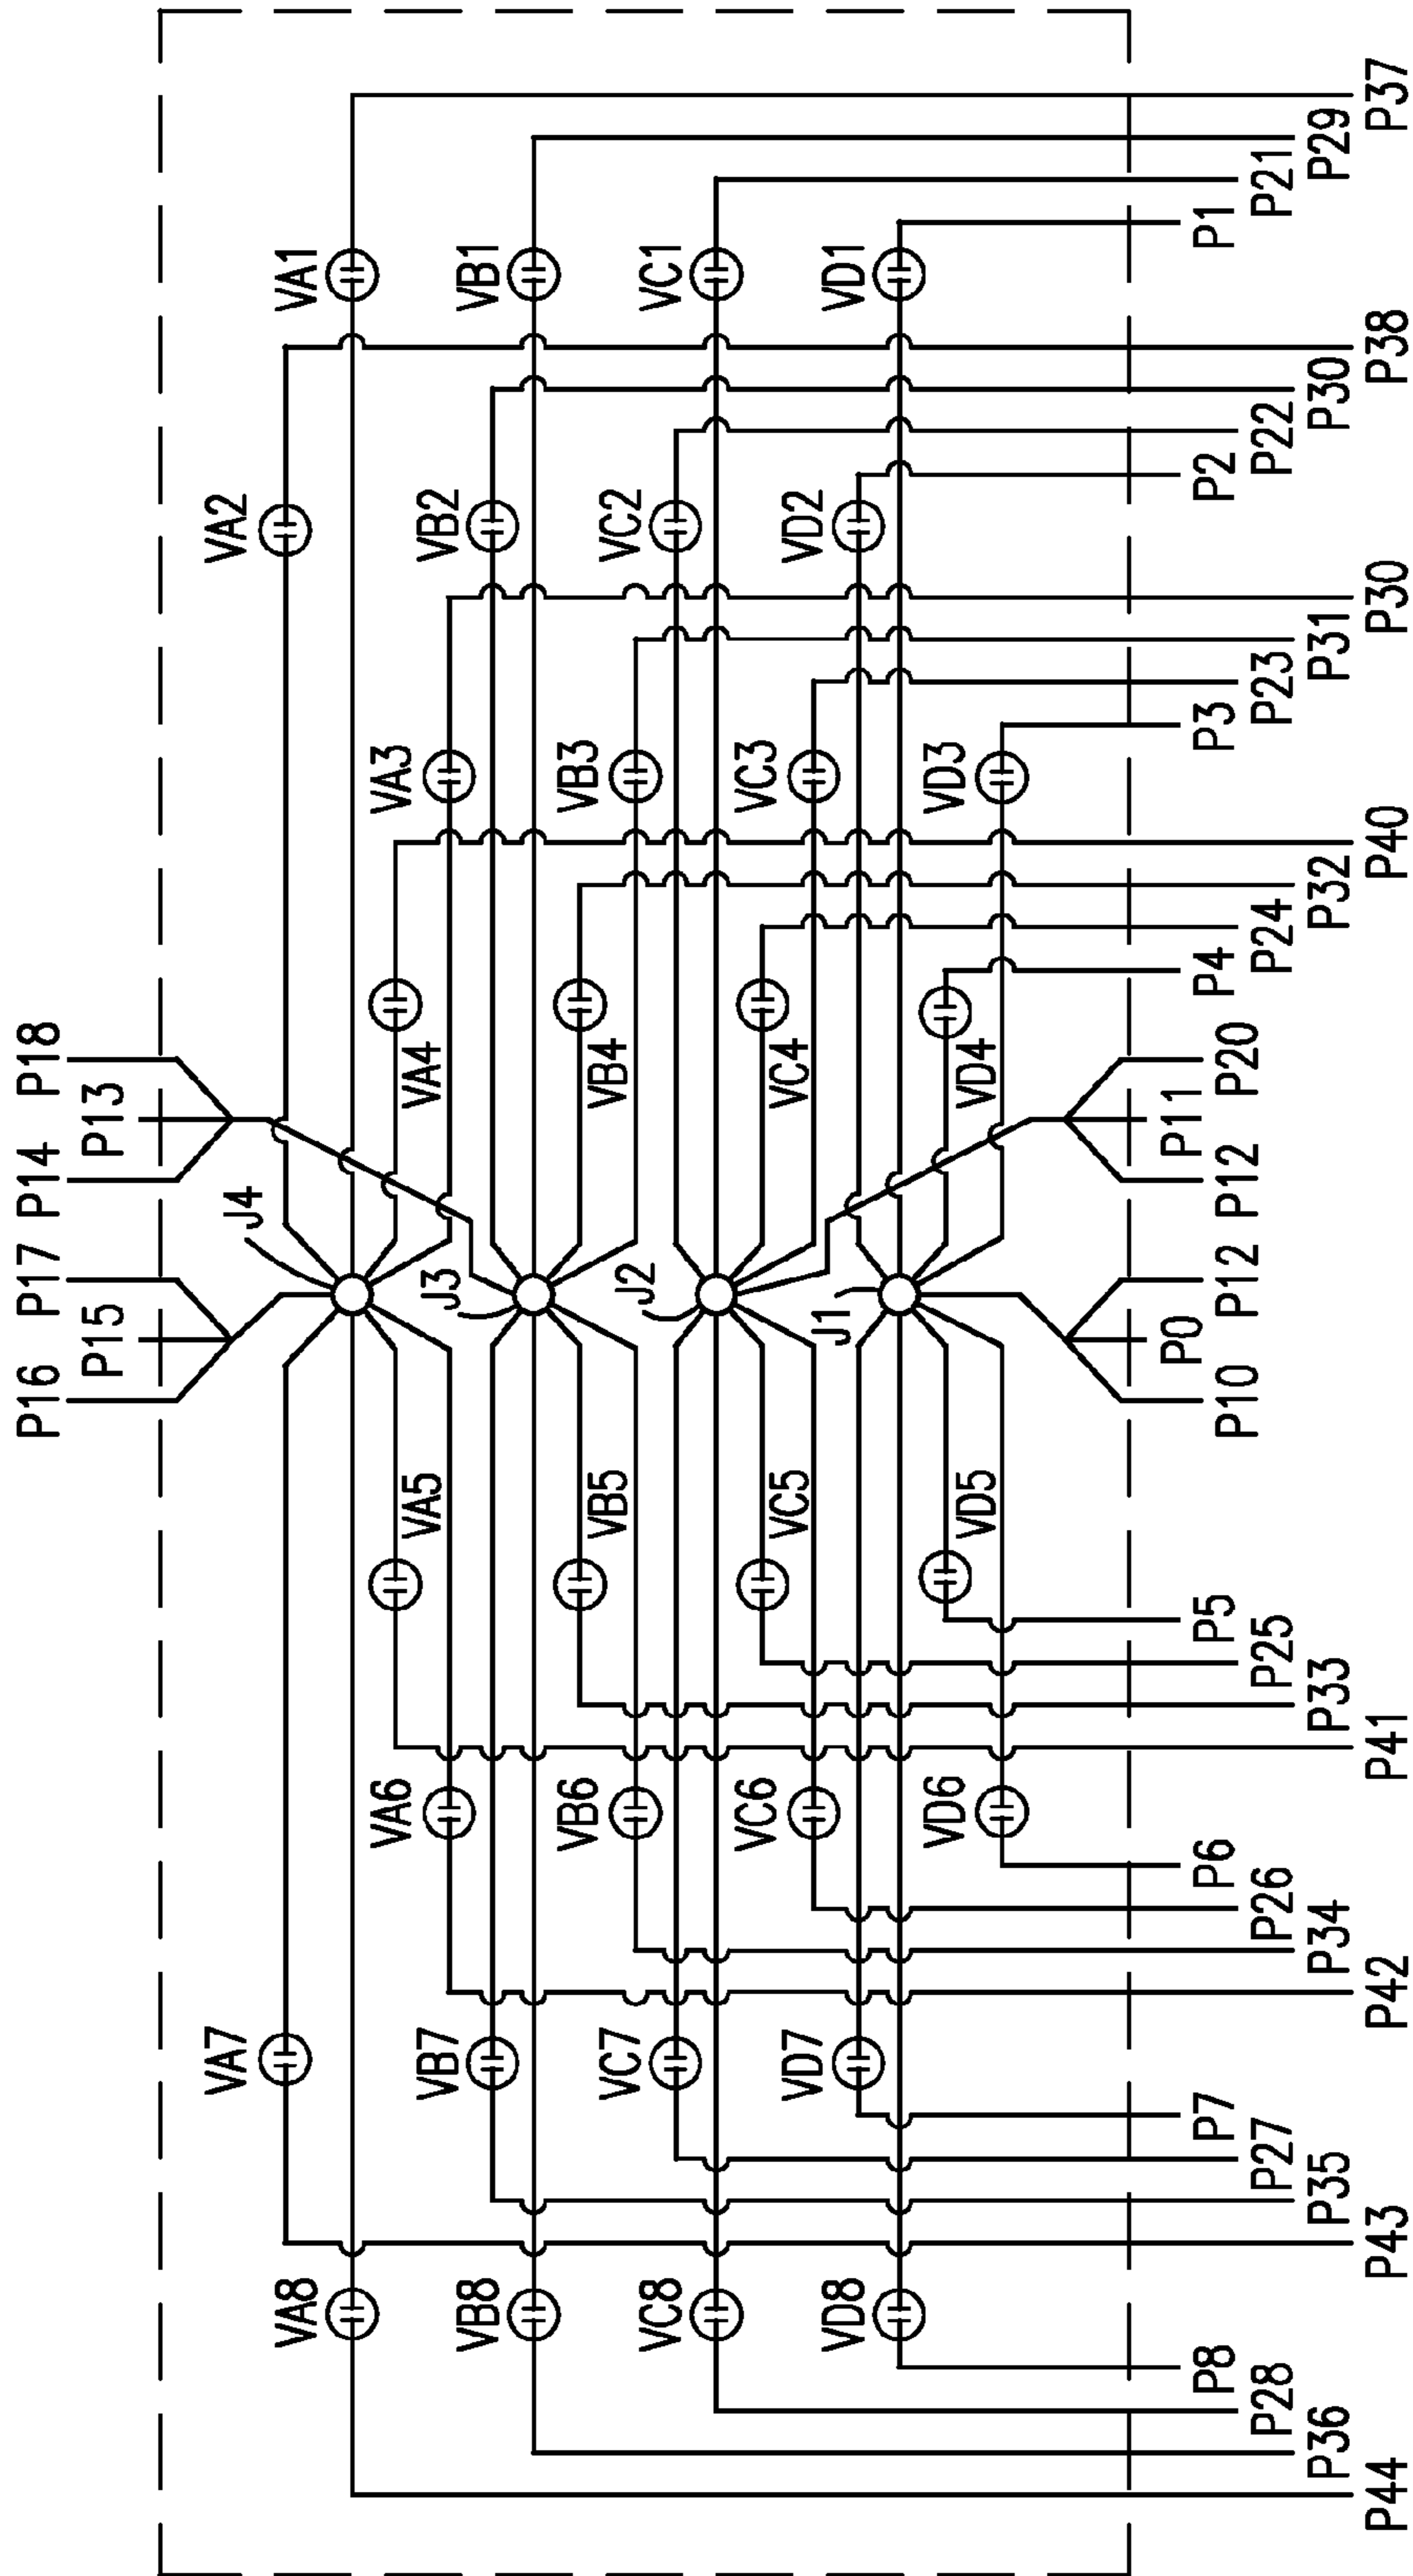 P16 P17 P14 P18
P15 P13
VA7 J4 VA2
VA8 VA1
VA6 VA3
VA5 VA4
VB7 J3 VB2
VB8 VB1
VB6 VB3
VB5 VB4
VC7 J2 VC2
VC8 VC1
VC6 VC3
VC5 VC4
VD7 J1 VD2
VD8 VD1
VD6 VD3
VD5 VD4
P0 P11
P8 P7 P6 P5 P4 P3 P2 P1
P10 P12 P12 P20
P28 P27 P26 P25 P24 P23 P22 P21
P36 P35 P34 P33 P32 P31 P30 P29
P44 P43 P42 P41 P40 P30 P38 P37